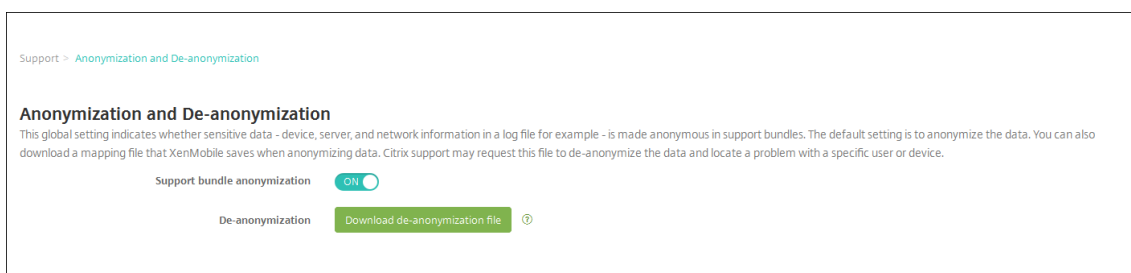 Support > Anonymization and De-anonymization
Anonymization and De-anonymization
This global setting indicates whether sensitive data - device, server, and network information in a log file for example - is made anonymous in support bundles. The default setting is to anonymize the data. You can also
download a mapping file that XenMobile saves when anonymizing data. Citrix support may request this file to de-anonymize the data and locate a problem with a specific user or device.
Support bundle anonymization ON
De-anonymization Download de-anonymization file ?